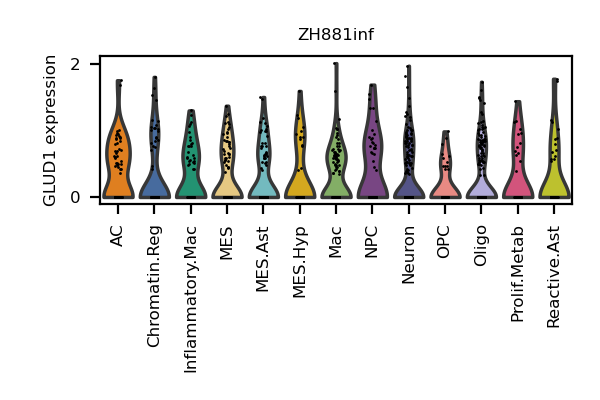 ZH881inf
GLUD1 expression
2
0
AC
Chromatin.Reg
Inflammatory.Mac
MES
MES.Ast
MES.Hyp
Mac
NPC
Neuron
OPC
Oligo
Prolif.Metab
Reactive.Ast